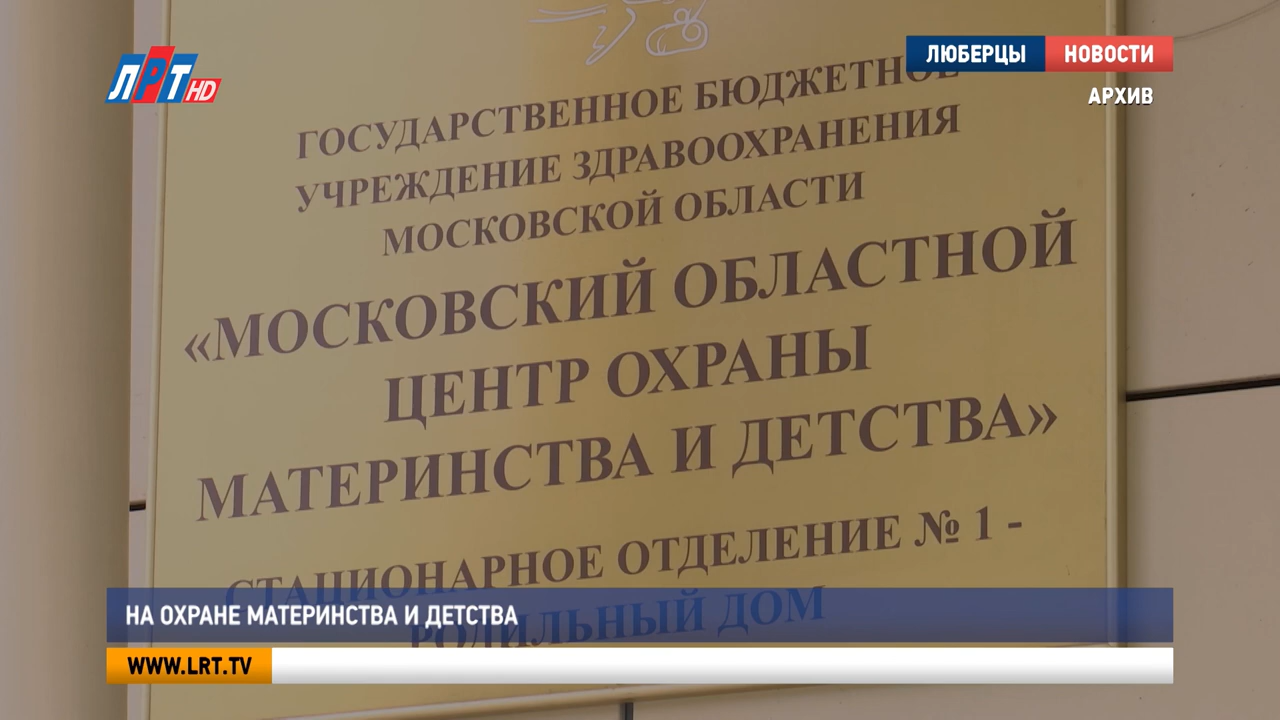 ЛРТ HD
ЛЮБЕРЦЫ НОВОСТИ
АРХИВ
ГОСУДАРСТВЕННОЕ БЮДЖЕТНОЕ
УЧРЕЖДЕНИЕ ЗДРАВООХРАНЕНИЯ
МОСКОВСКОЙ ОБЛАСТИ
«МОСКОВСКИЙ ОБЛАСТНОЙ
ЦЕНТР ОХРАНЫ
МАТЕРИНСТВА И ДЕТСТВА»
СТАЦИОНАРНОЕ ОТДЕЛЕНИЕ № 1 -
РОДИЛЬНЫЙ ДОМ
НА ОХРАНЕ МАТЕРИНСТВА И ДЕТСТВА
WWW.LRT.TV